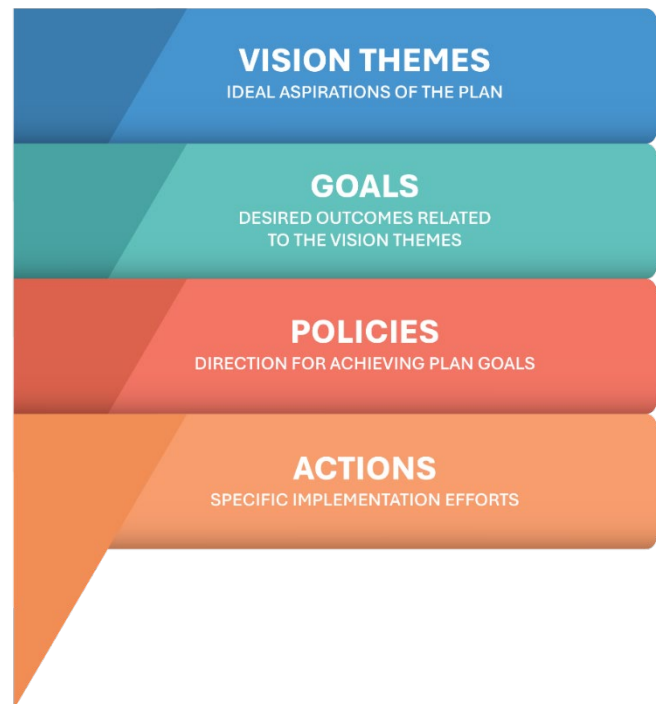 VISION THEMES
IDEAL ASPIRATIONS OF THE PLAN
GOALS
DESIRED OUTCOMES RELATED
TO THE VISION THEMES
POLICIES
DIRECTION FOR ACHIEVING PLAN GOALS
ACTIONS
SPECIFIC IMPLEMENTATION EFFORTS